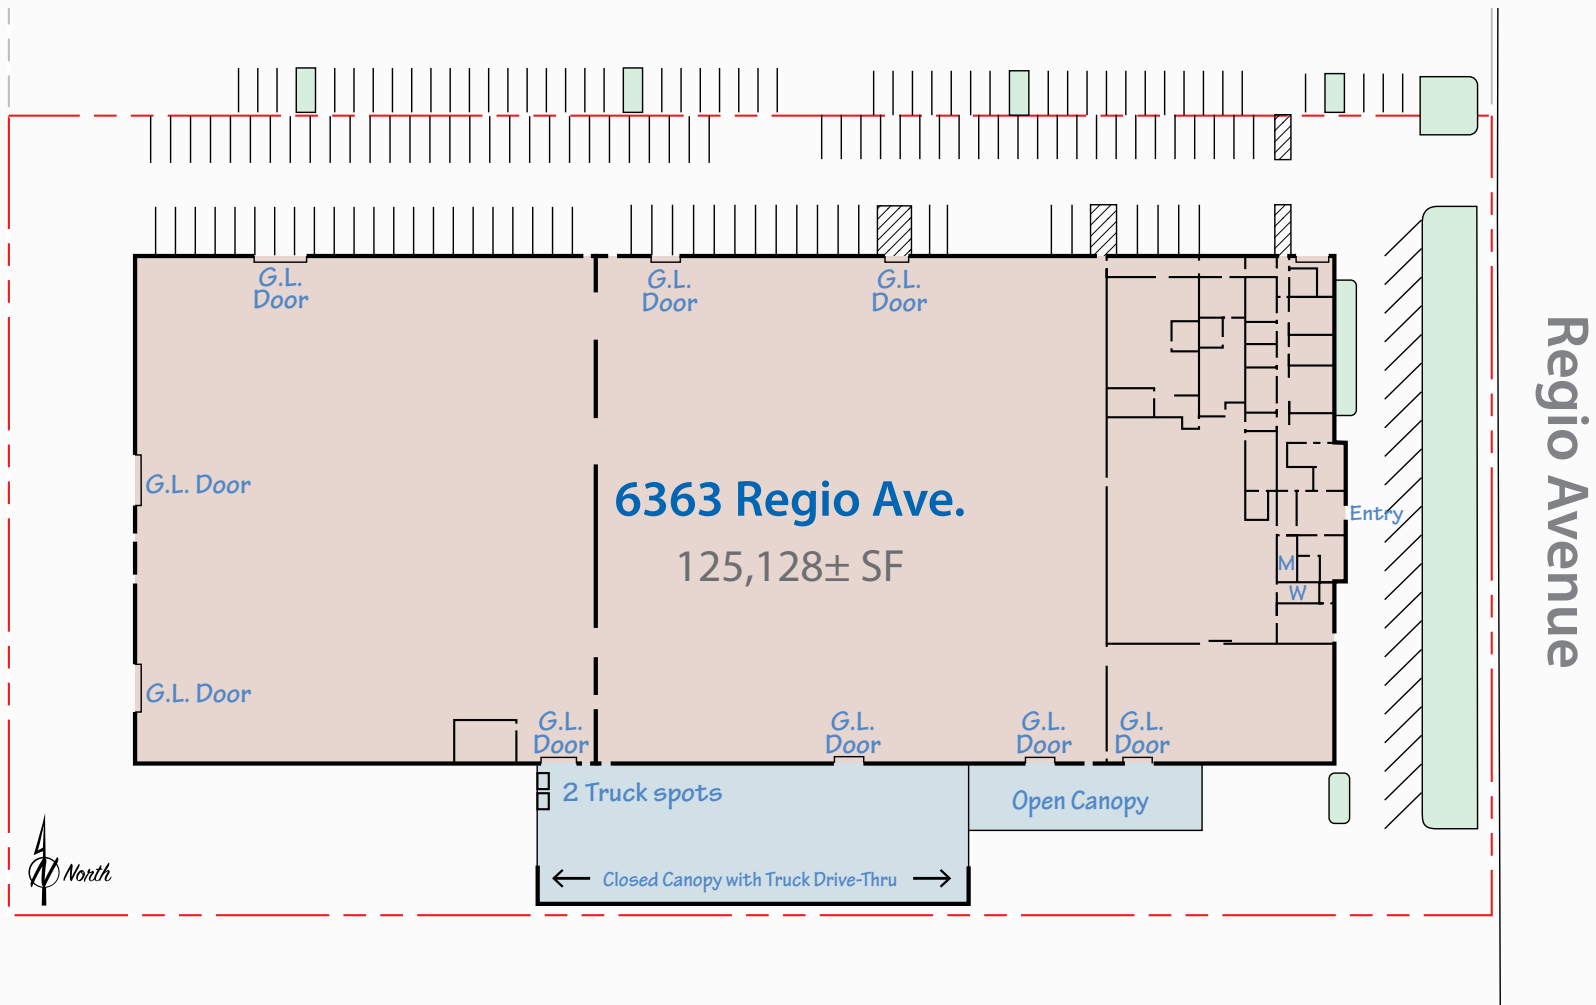 G.L.
Door
G.L.
Door
G.L.
Door
G.L. Door
6363 Regio Ave.
125,128± SF
Entry
M
W
Regio Avenue
G.L. Door
G.L.
Door
G.L.
Door
G.L.
Door
G.L.
Door
2 Truck spots
Open Canopy
Closed Canopy with Truck Drive-Thru
N North